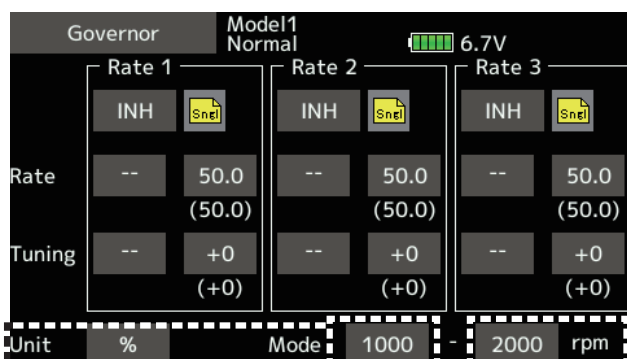 Governor Model1
Normal 6.7V
Rate 1 Rate 2 Rate 3
INH Sngl INH Sngl INH Sngl
Rate -- 50.0 -- 50.0 -- 50.0
(50.0) (50.0) (50.0)
Tuning -- +0 -- +0 -- +0
(+0) (+0) (+0)
Unit % Mode 1000 - 2000 rpm